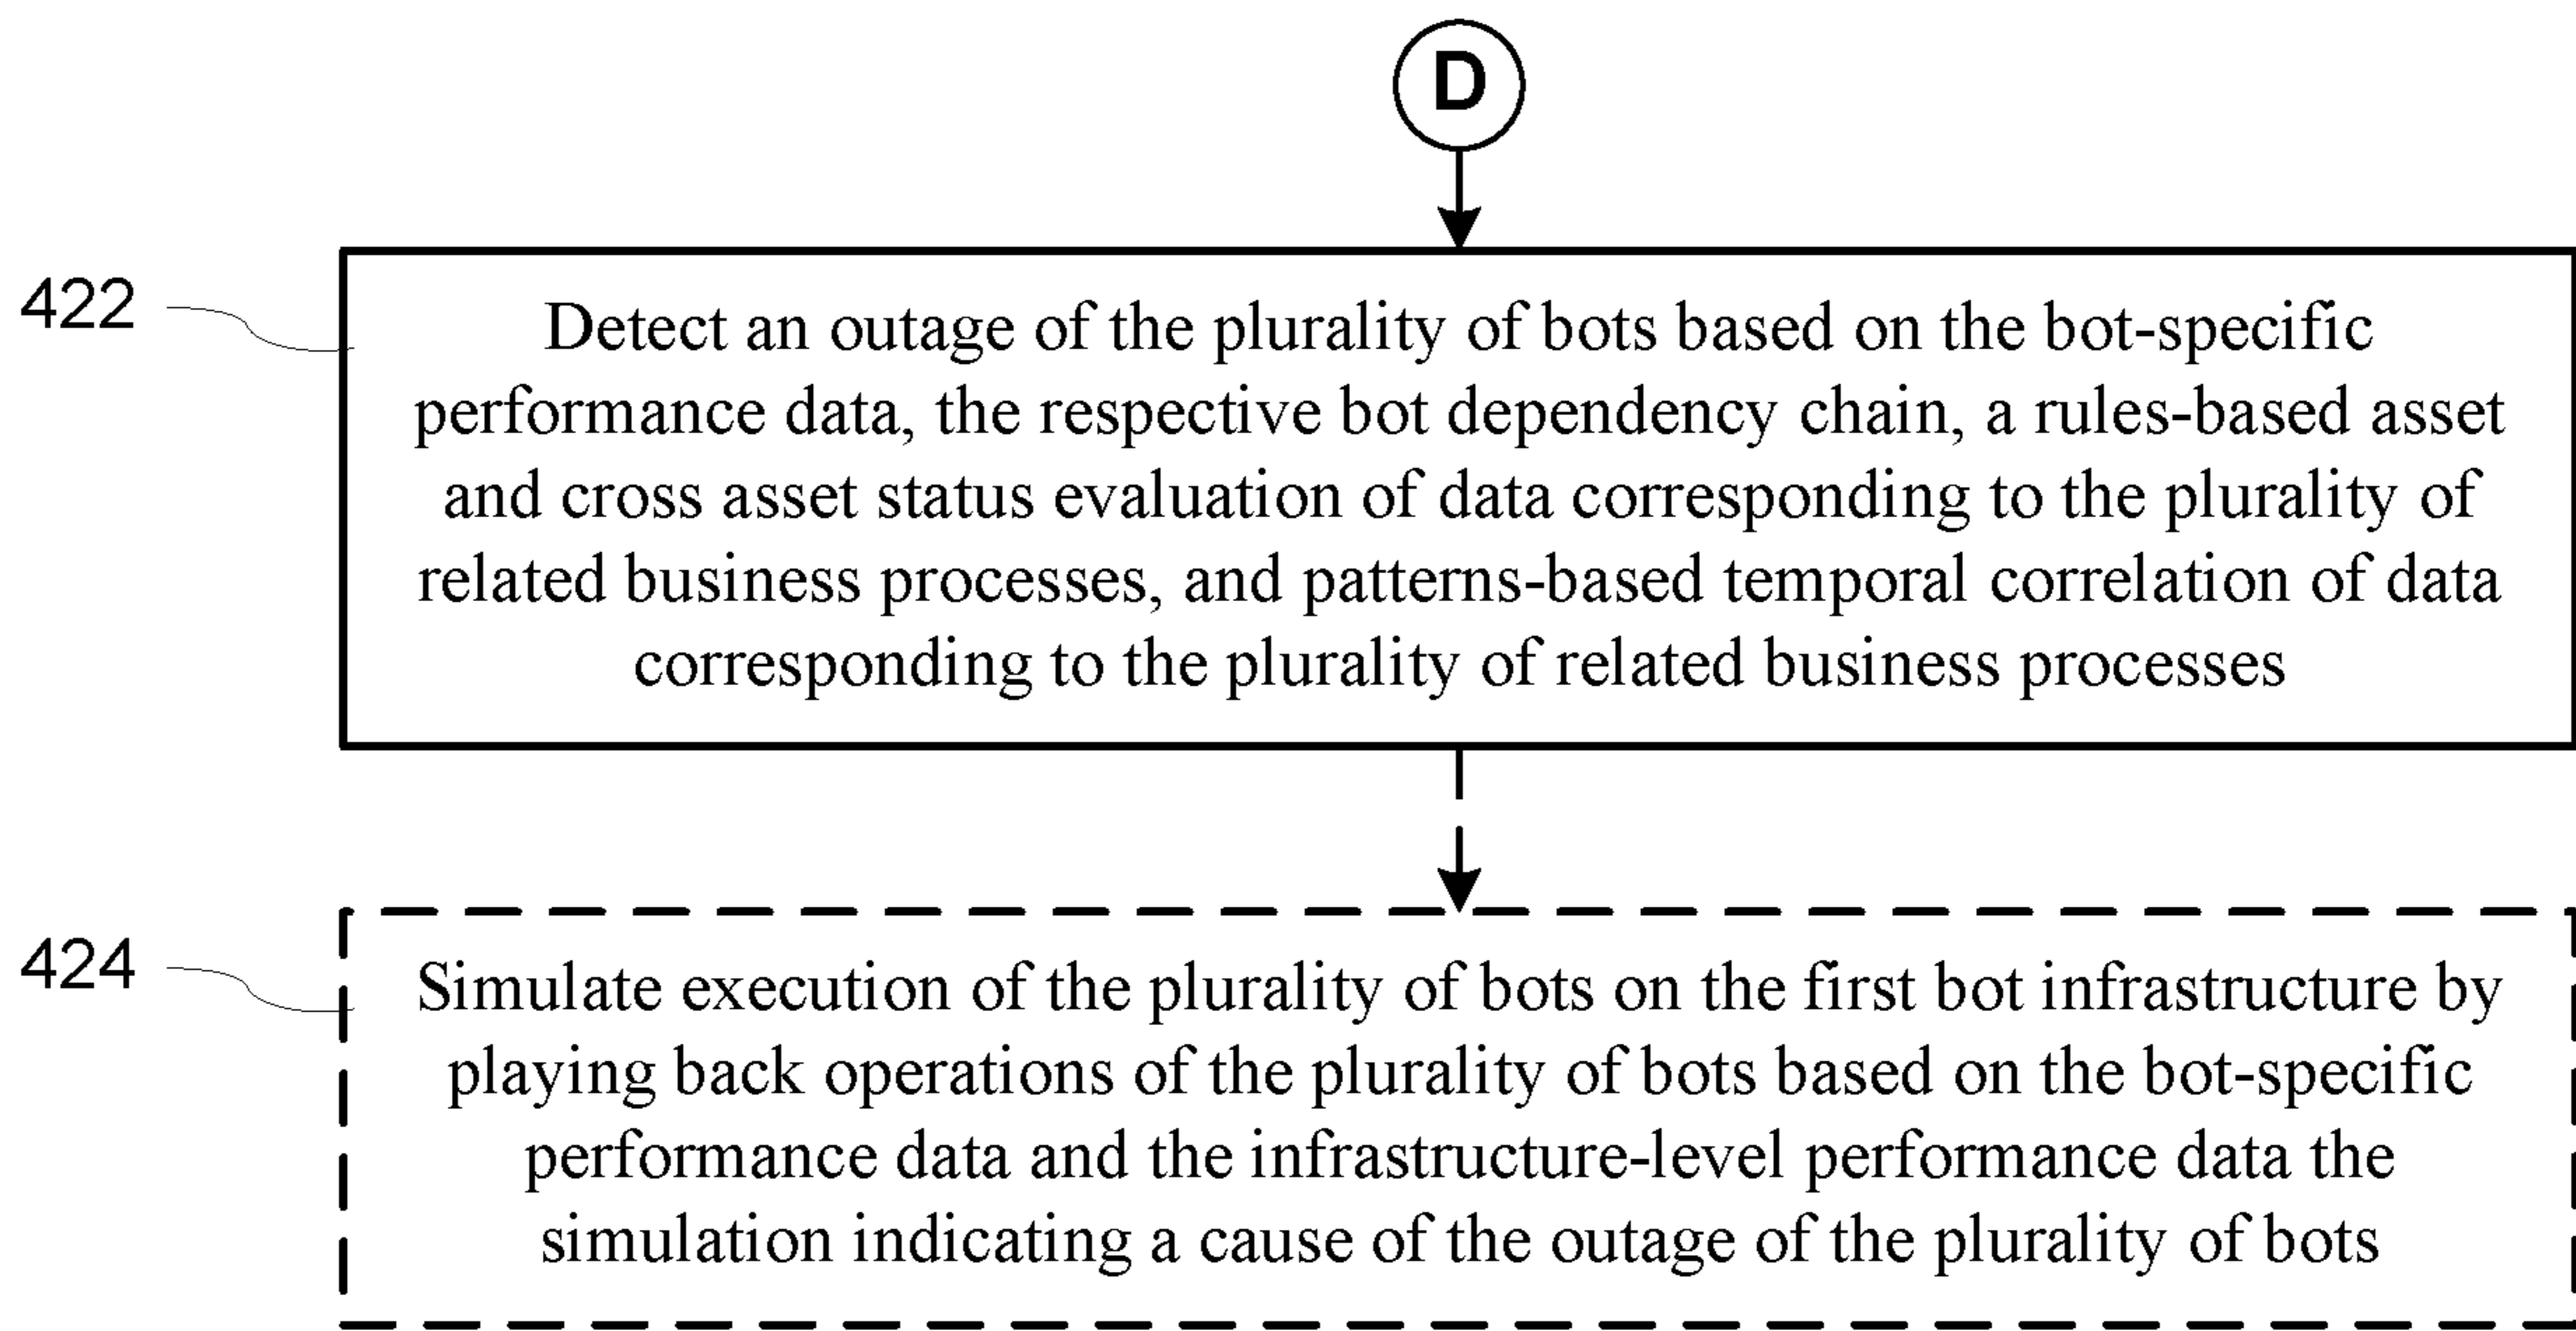 D
422
Detect an outage of the plurality of bots based on the bot-specific
performance data, the respective bot dependency chain, a rules-based asset
and cross asset status evaluation of data corresponding to the plurality of
related business processes, and patterns-based temporal correlation of data
corresponding to the plurality of related business processes
424
Simulate execution of the plurality of bots on the first bot infrastructure by
playing back operations of the plurality of bots based on the bot-specific
performance data and the infrastructure-level performance data the
simulation indicating a cause of the outage of the plurality of bots